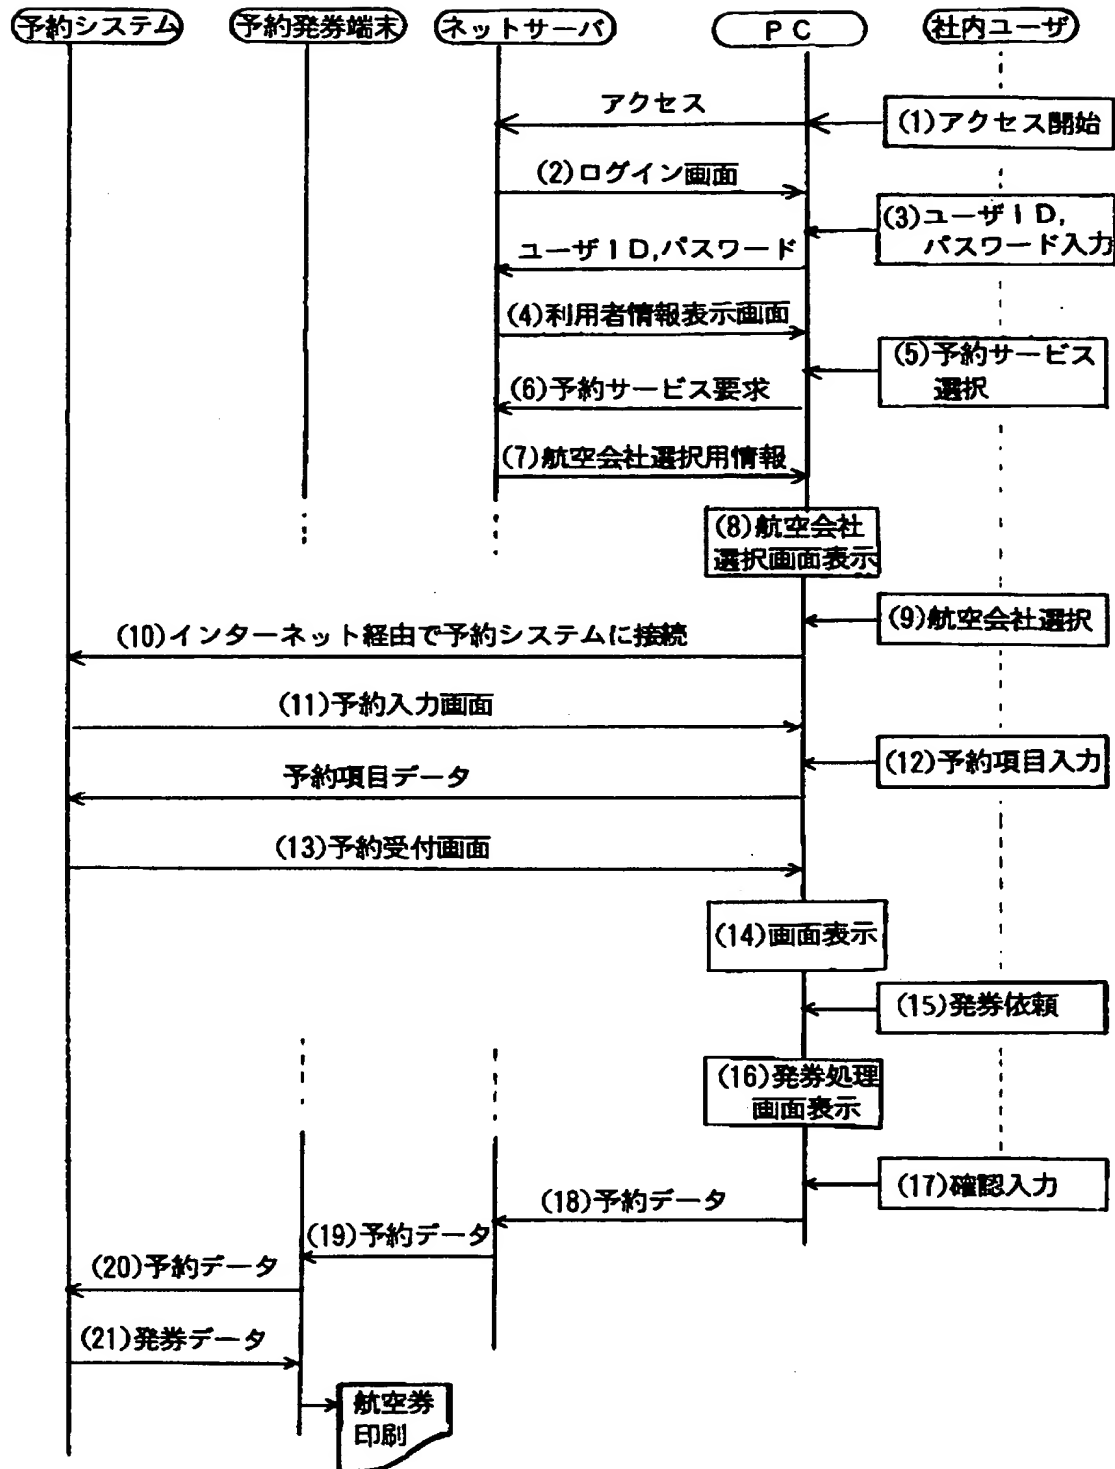 予約システム
予約発券端末
ネットサーバ
PC
社内ユーザ
アクセス
(1)アクセス開始
(2)ログイン画面
(3)ユーザID,
パスワード入力
ユーザID,パスワード
(4)利用者情報表示画面
(5)予約サービス
選択
(6)予約サービス要求
(7)航空会社選択用情報
(8)航空会社
選択画面表示
(9)航空会社選択
(10)インターネット経由で予約システムに接続
(11)予約入力画面
(12)予約項目入力
予約項目データ
(13)予約受付画面
(14)画面表示
(15)発券依頼
(16)発券処理
画面表示
(17)確認入力
(18)予約データ
(19)予約データ
(20)予約データ
(21)発券データ
航空券
印刷